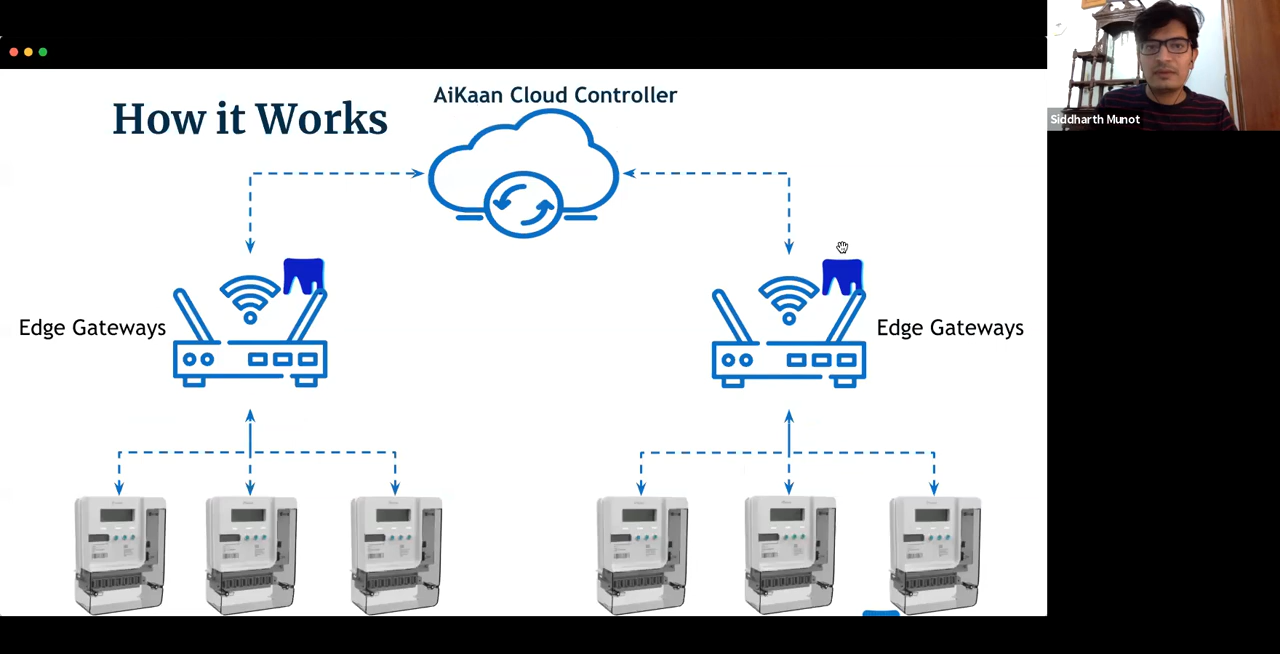 AiKaan Cloud Controller
How it Works
Siddharth Munot
Edge Gateways
Edge Gateways